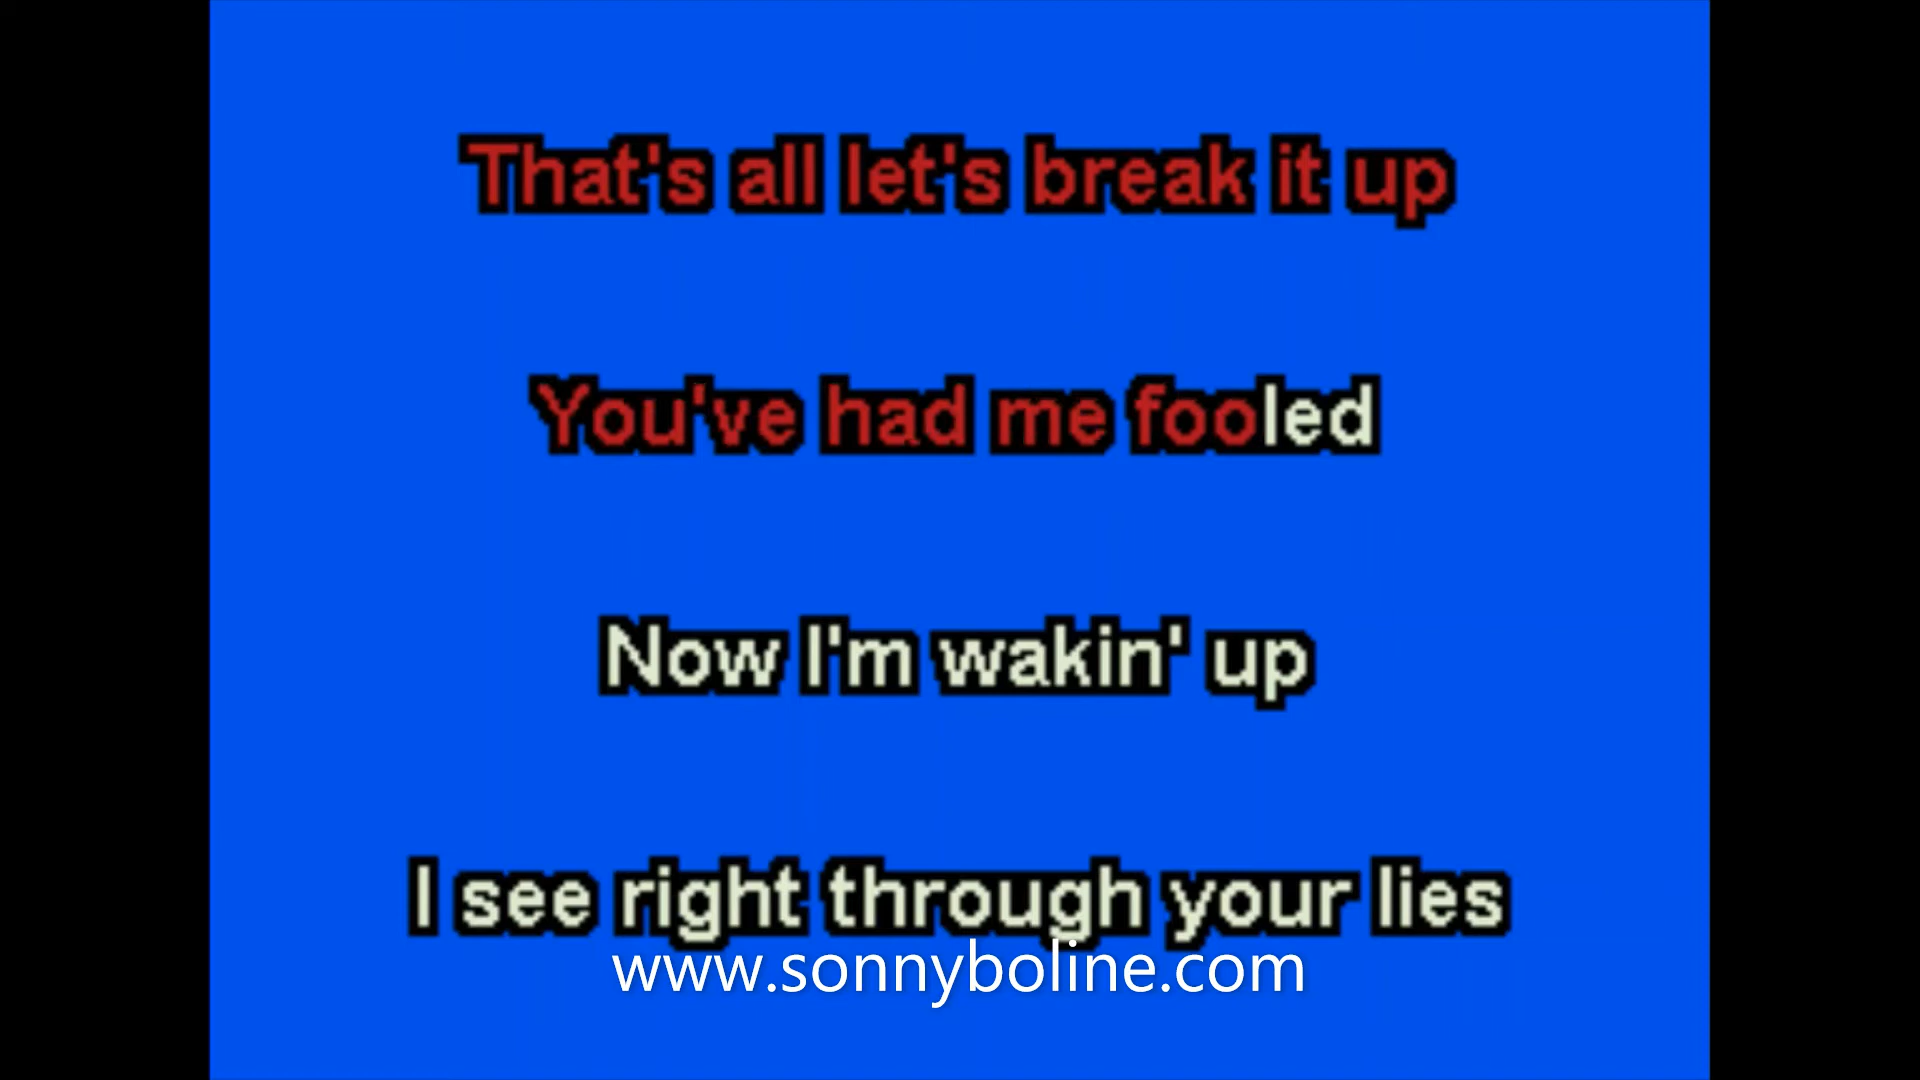 That's all let's break it up
You've had me fooled
Now I'm wakin' up
I see right through your lies
www.sonnyboline.com